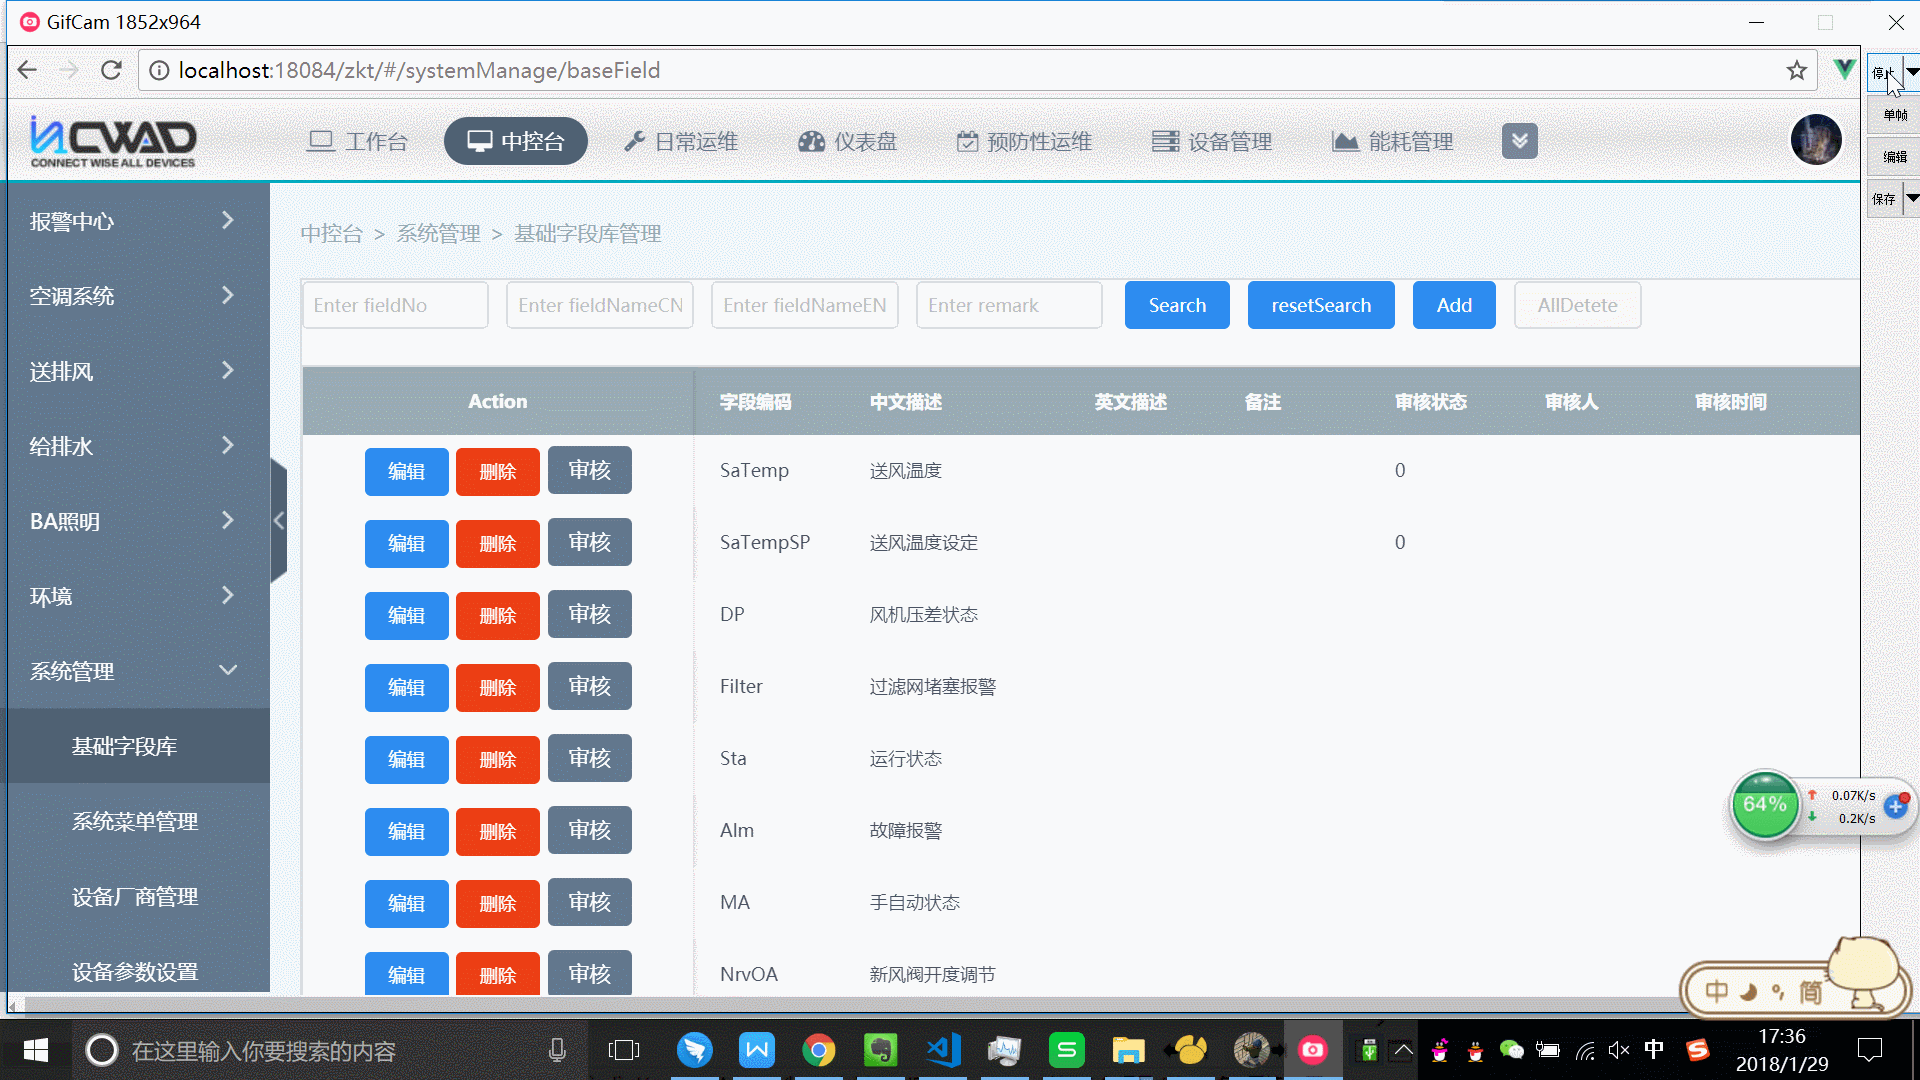 GifCam 1852x964
localhost:18084/zkt/#/systemManage/baseField
停止
单帧
编辑
保存
inCWAD
CONNECT WISE ALL DEVICES
工作台 中控台 日常运维 仪表盘 预防性运维 设备管理 能耗管理
报警中心
空调系统
送排风
给排水
BA照明
环境
系统管理
基础字段库
系统菜单管理
设备厂商管理
设备参数设置
中控台 > 系统管理 > 基础字段库管理
Enter fieldNo Enter fieldNameCN Enter fieldNameEN Enter remark Search resetSearch Add AllDetete
Action 字段编码 中文描述 英文描述 备注 审核状态 审核人 审核时间
编辑 删除 审核 SaTemp 送风温度 0
编辑 删除 审核 SaTempSP 送风温度设定 0
编辑 删除 审核 DP 风机压差状态
编辑 删除 审核 Filter 过滤网堵塞报警
编辑 删除 审核 Sta 运行状态
编辑 删除 审核 Alm 故障报警
编辑 删除 审核 MA 手自动状态
编辑 删除 审核 NrvOA 新风阀开度调节
64% 0.07K/s
0.2K/s
中 简
在这里输入你要搜索的内容
中
17:36
2018/1/29